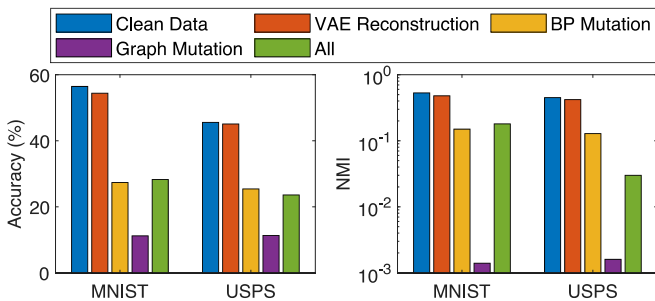 Clean Data VAE Reconstruction BP Mutation
Graph Mutation All
60
40
20
0
Accuracy (%)
MNIST USPS
10^0
10^-1
10^-2
10^-3
NMI
MNIST USPS